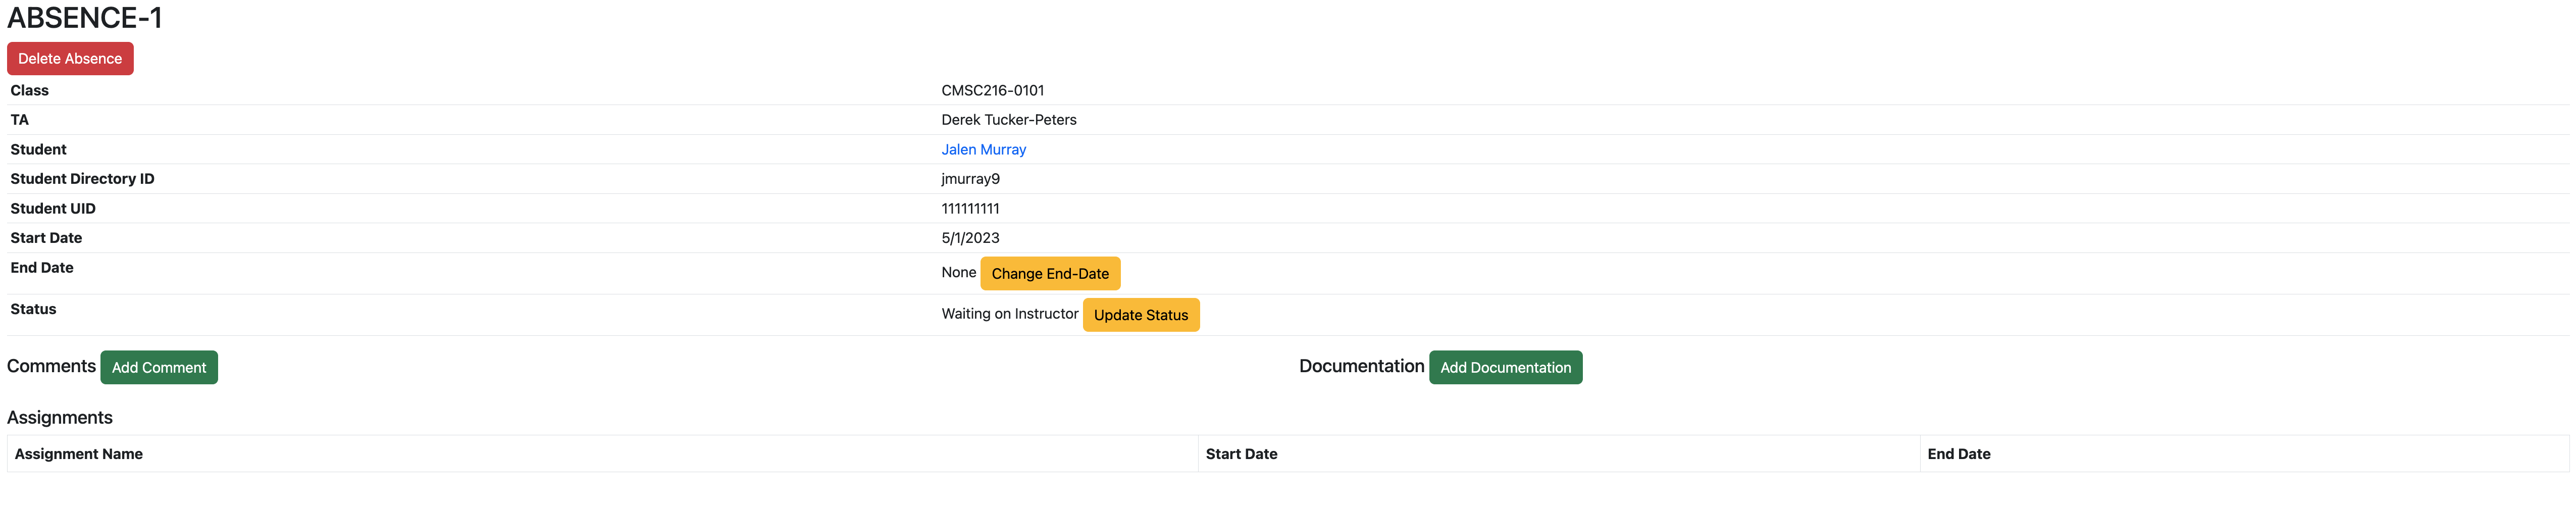 ABSENCE-1
Delete Absence
Class CMSC216-0101
TA Derek Tucker-Peters
Student Jalen Murray
Student Directory ID jmurray9
Student UID 111111111
Start Date 5/1/2023
End Date None Change End-Date
Status Waiting on Instructor Update Status
Comments Add Comment Documentation Add Documentation
Assignments
Assignment Name Start Date End Date